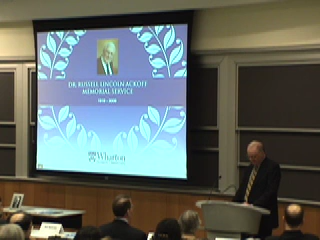 DR. RUSSELL LINCOLN ACKOFF
MEMORIAL SERVICE
1919 - 2009
Wharton